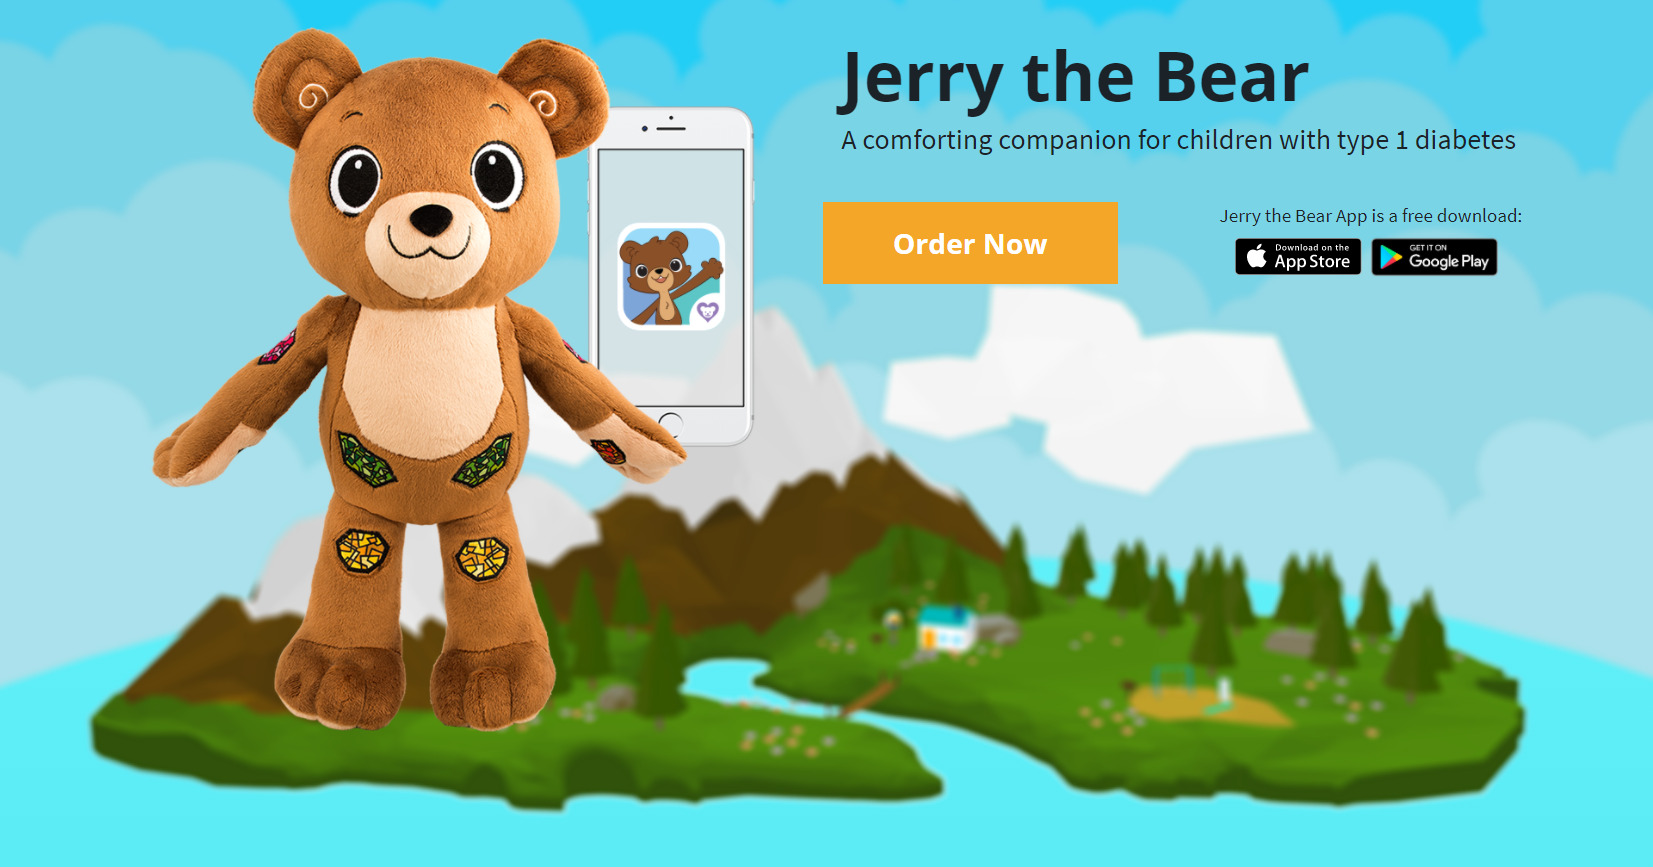 Jerry the Bear
A comforting companion for children with type 1 diabetes
Order Now
Jerry the Bear App is a free download:
Download on the
App Store
GET IT ON
Google Play